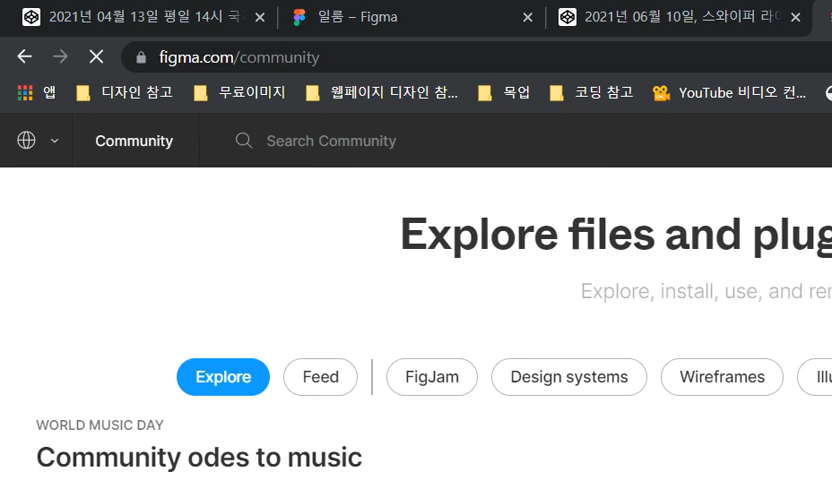 2021년 04월 13일 평일 14시 국
일룸 – Figma
2021년 06월 10일, 스와이퍼 라이
figma.com/community
앱 디자인 참고 무료이미지 웹페이지 디자인 참... 목업 코딩 참고 YouTube 비디오 컨...
Community Search Community
Explore files and plug
Explore, install, use, and
Explore Feed FigJam Design systems Wireframes
WORLD MUSIC DAY
Community odes to music